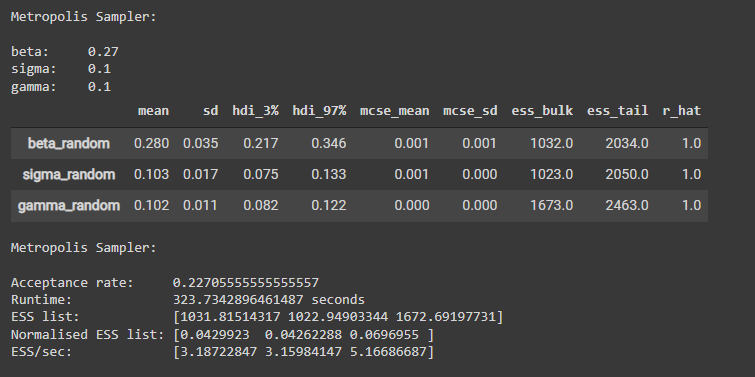 Metropolis Sampler:
beta: 0.27
sigma: 0.1
gamma: 0.1
mean sd hdi_3% hdi_97% mcse_mean mcse_sd ess_bulk ess_tail r_hat
beta_random 0.280 0.035 0.217 0.346 0.001 0.001 1032.0 2034.0 1.0
sigma_random 0.103 0.017 0.075 0.133 0.001 0.000 1023.0 2050.0 1.0
gamma_random 0.102 0.011 0.082 0.122 0.000 0.000 1673.0 2463.0 1.0
Metropolis Sampler:
Acceptance rate: 0.22705555555555557
Runtime: 323.7342896461487 seconds
ESS list: [1031.81514317 1022.94903344 1672.69197731]
Normalised ESS list: [0.0429923 0.04262288 0.0696955 ]
ESS/sec: [3.18722847 3.15984147 5.16686687]